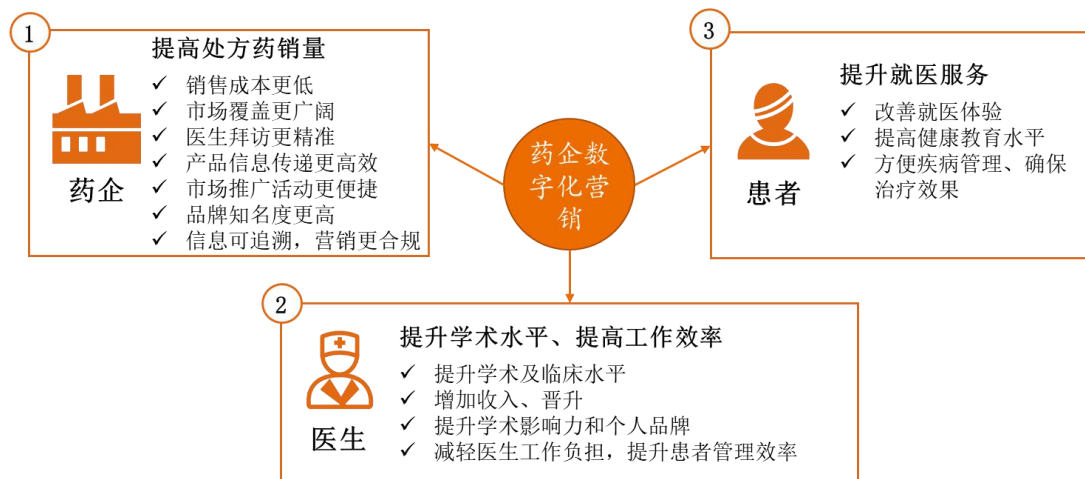 1
提高处方药销量
✓ 销售成本更低
✓ 市场覆盖更广阔
✓ 医生拜访更精准
✓ 产品信息传递更高效
✓ 市场推广活动更便捷
✓ 品牌知名度更高
✓ 信息可追溯，营销更合规
药企
药企数
字化营
销
3
提升就医服务
✓ 改善就医体验
✓ 提高健康教育水平
✓ 方便疾病管理、确保
治疗效果
患者
2
提升学术水平、提高工作效率
✓ 提升学术及临床水平
✓ 增加收入、晋升
✓ 提升学术影响力和个人品牌
✓ 减轻医生工作负担，提升患者管理效率
医生